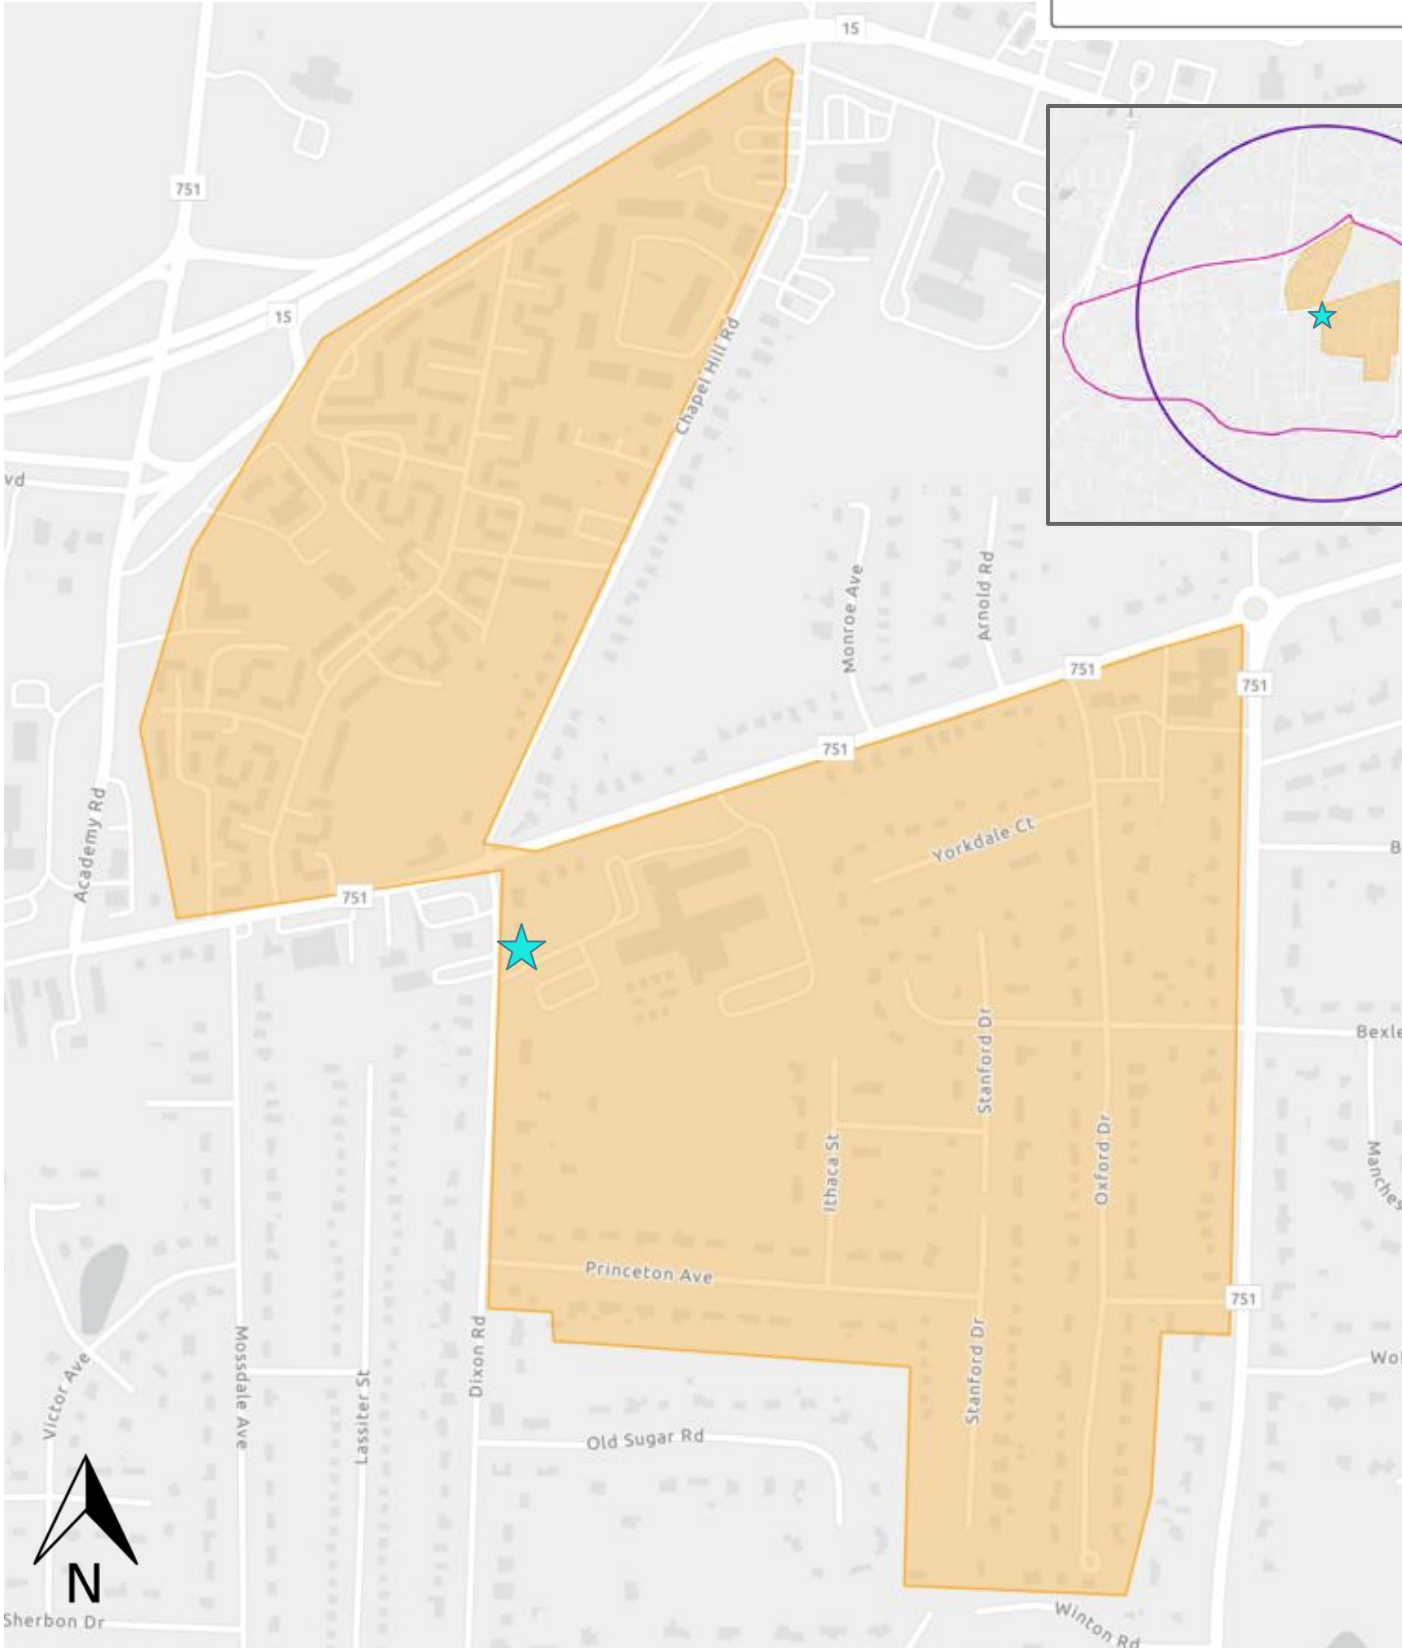 15
751
15
Chapel Hill Rd
vd
Monroe Ave
Arnold Rd
751
751
751
Academy Rd
Yorkdale Ct
B
751
Stanford Dr
Bexle
Oxford Dr
Ithaca St
Manches
Princeton Ave
751
Mossdale Ave
Dixon Rd
Stanford Dr
Victor Ave
Lassiter St
Wol
Old Sugar Rd
N
Sherbon Dr
Winton Rd